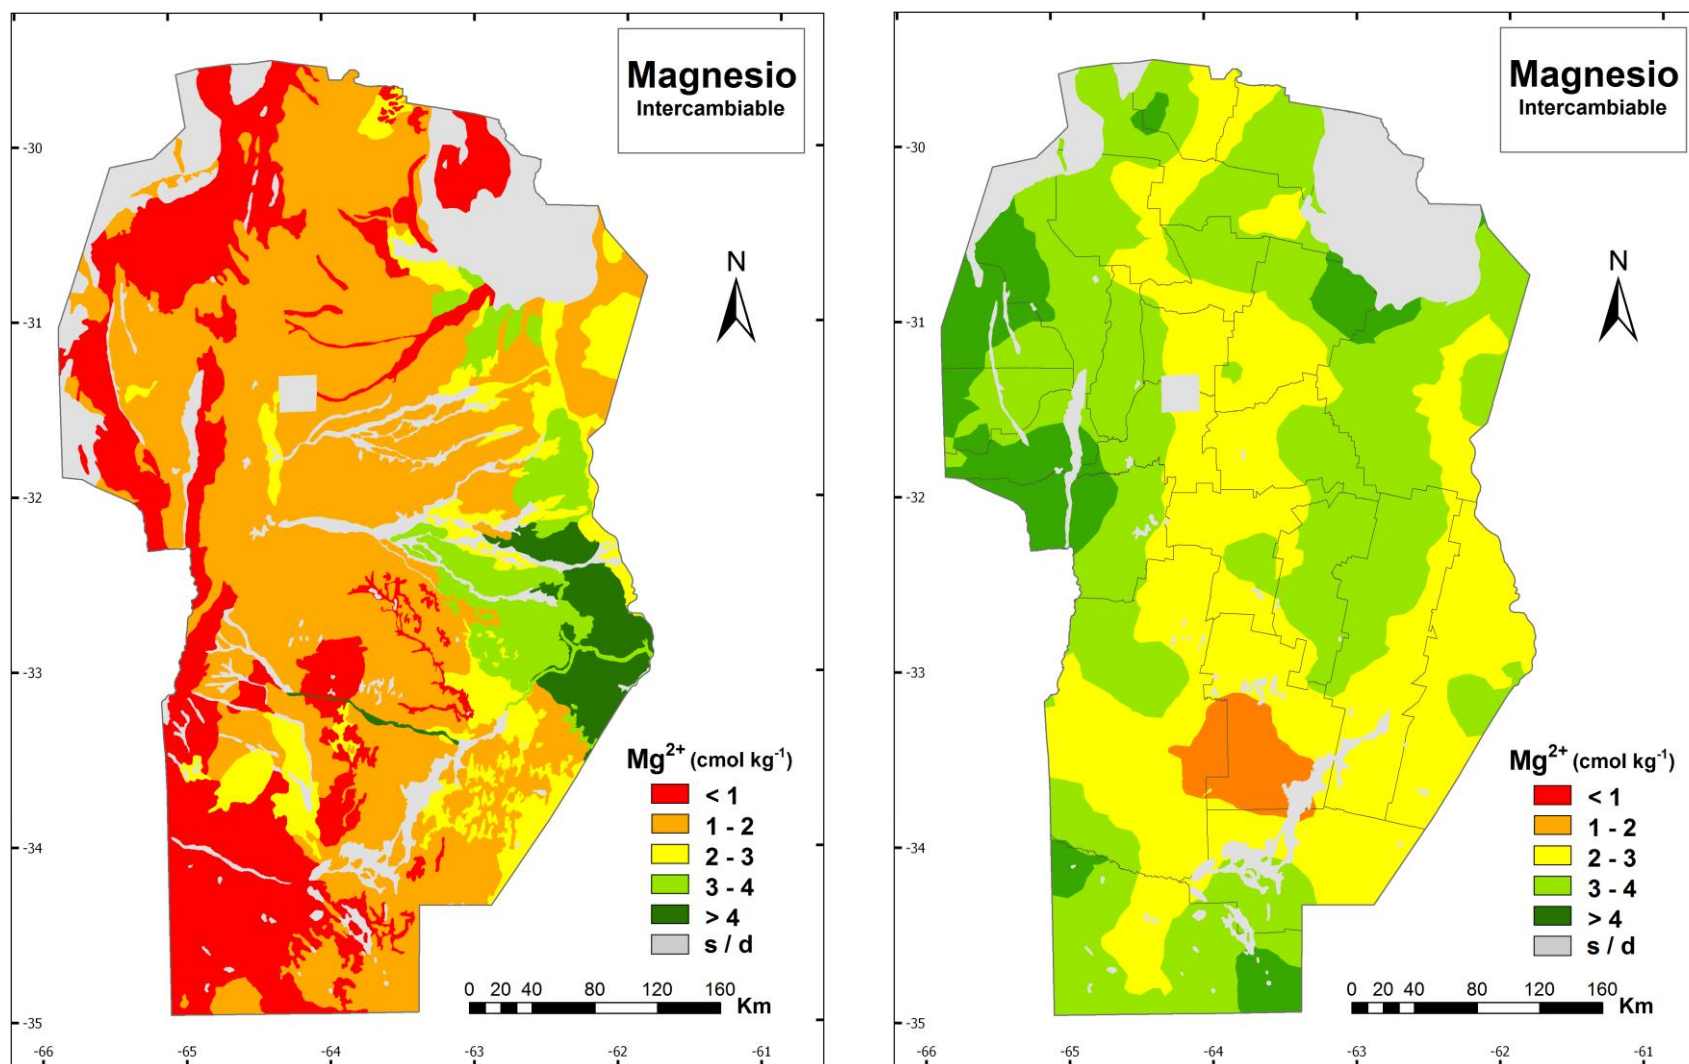 Magnesio
Intercambiable
-30
-31
-32
-33
-34
-35
N
Mg²⁺ (cmol kg⁻¹)
< 1
1 - 2
2 - 3
3 - 4
> 4
s / d
0 20 40 80 120 160
Km
-66 -65 -64 -63 -62 -61
Magnesio
Intercambiable
-30
-31
-32
-33
-34
-35
N
Mg²⁺ (cmol kg⁻¹)
< 1
1 - 2
2 - 3
3 - 4
> 4
s / d
0 20 40 80 120 160
Km
-66 -65 -64 -63 -62 -61